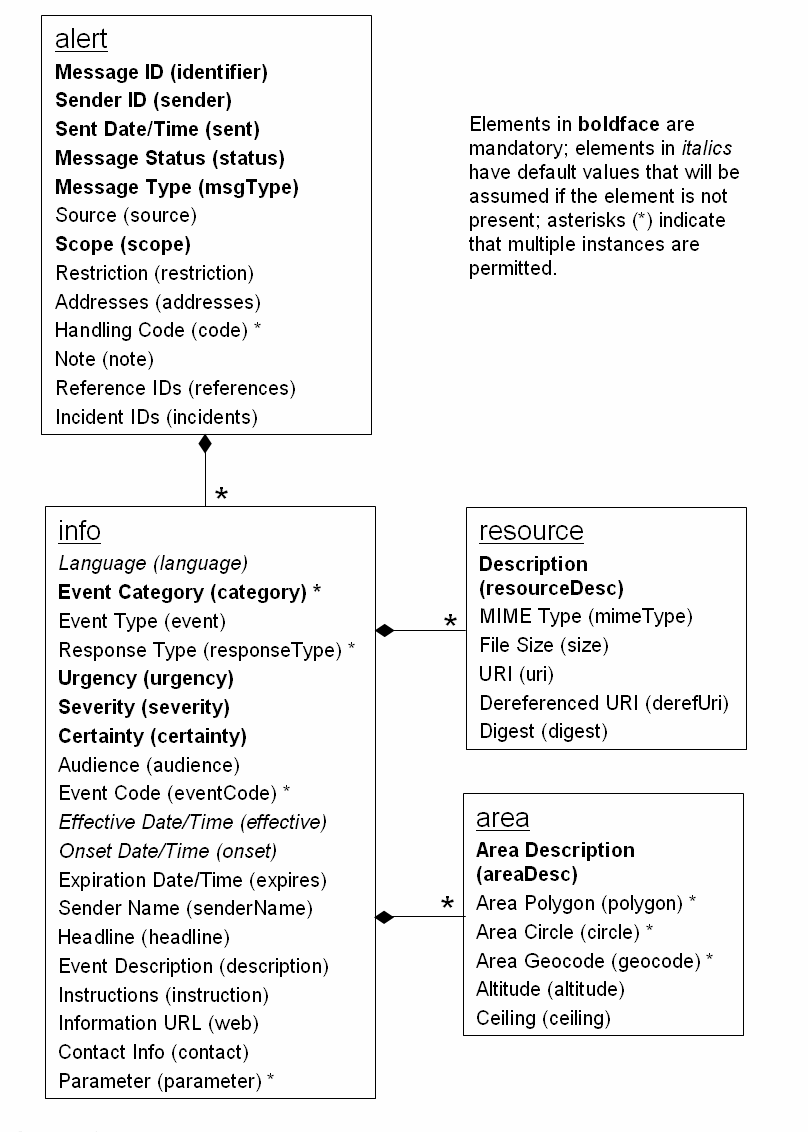 alert
Message ID (identifier)
Sender ID (sender)
Sent Date/Time (sent)
Message Status (status)
Message Type (msgType)
Source (source)
Scope (scope)
Restriction (restriction)
Addresses (addresses)
Handling Code (code) *
Note (note)
Reference IDs (references)
Incident IDs (incidents)
Elements in boldface are
mandatory; elements in italics
have default values that will be
assumed if the element is not
present; asterisks (*) indicate
that multiple instances are
permitted.
*
info
Language (language)
Event Category (category) *
Event Type (event)
Response Type (responseType) *
Urgency (urgency)
Severity (severity)
Certainty (certainty)
Audience (audience)
Event Code (eventCode) *
Effective Date/Time (effective)
Onset Date/Time (onset)
Expiration Date/Time (expires)
Sender Name (senderName)
Headline (headline)
Event Description (description)
Instructions (instruction)
Information URL (web)
Contact Info (contact)
Parameter (parameter) *
*
resource
Description
(resourceDesc)
MIME Type (mimeType)
File Size (size)
URI (uri)
Dereferenced URI (derefUri)
Digest (digest)
*
area
Area Description
(areaDesc)
Area Polygon (polygon) *
Area Circle (circle) *
Area Geocode (geocode) *
Altitude (altitude)
Ceiling (ceiling)